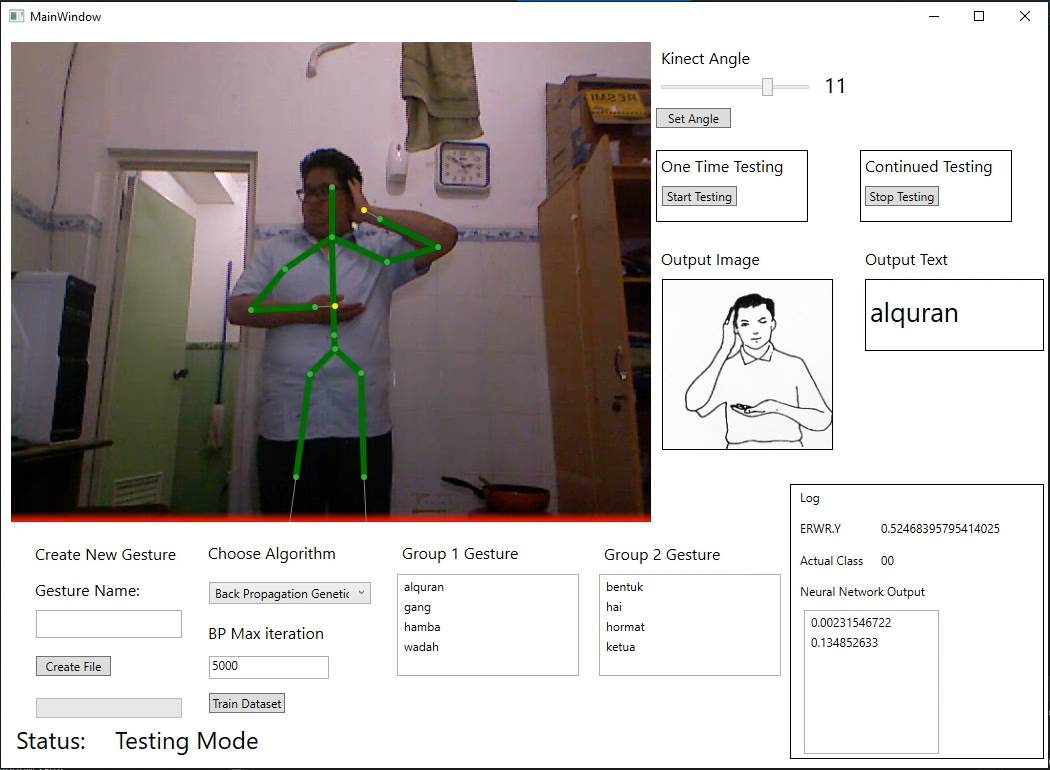 MainWindow
Kinect Angle
11
Set Angle
RESMI
One Time Testing
Start Testing
Continued Testing
Stop Testing
Output Image
Output Text
alquran
Create New Gesture
Gesture Name:
Create File
Choose Algorithm
Back Propagation Genetic
BP Max iteration
5000
Train Dataset
Group 1 Gesture
alquran
gang
hamba
wadah
Group 2 Gesture
bentuk
hai
hormat
ketua
Log
ERWR.Y 0.52468395795414025
Actual Class 00
Neural Network Output
0.00231546722
0.134852633
Status: Testing Mode